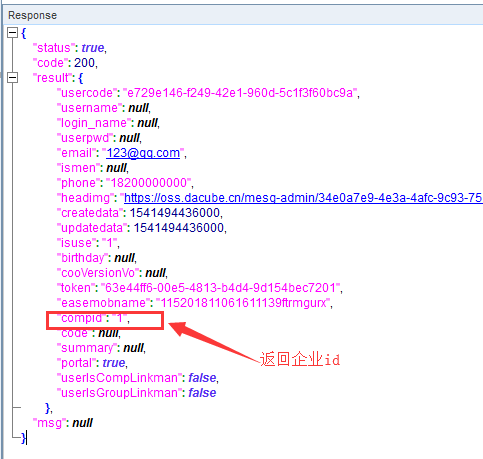 Response
{
"status": true,
"code": 200,
"result": {
"usercode": "e729e146-f249-42e1-960d-5c1f3f60bc9a",
"username": null,
"login_name": null,
"userpwd": null,
"email": "123@qq.com",
"ismen": null,
"phone": "18200000000",
"headimg": "https://oss.dacube.cn/mesq-admin/34e0a7e9-4e3a-4afc-9c93-75
"createdata": 1541494436000,
"updatedata": 1541494436000,
"isuse": "1",
"birthday": null,
"cooVersionVo": null,
"token": "63e44ff6-00e5-4813-b4d4-9d154bec7201",
"easemobname": "115201811061611139ftrmgurx",
"compid": "1",
"code": null,
返回企业id
"summary": null,
"portal": true,
"userIsCompLinkman": false,
"userIsGroupLinkman": false
},
"msg": null
}